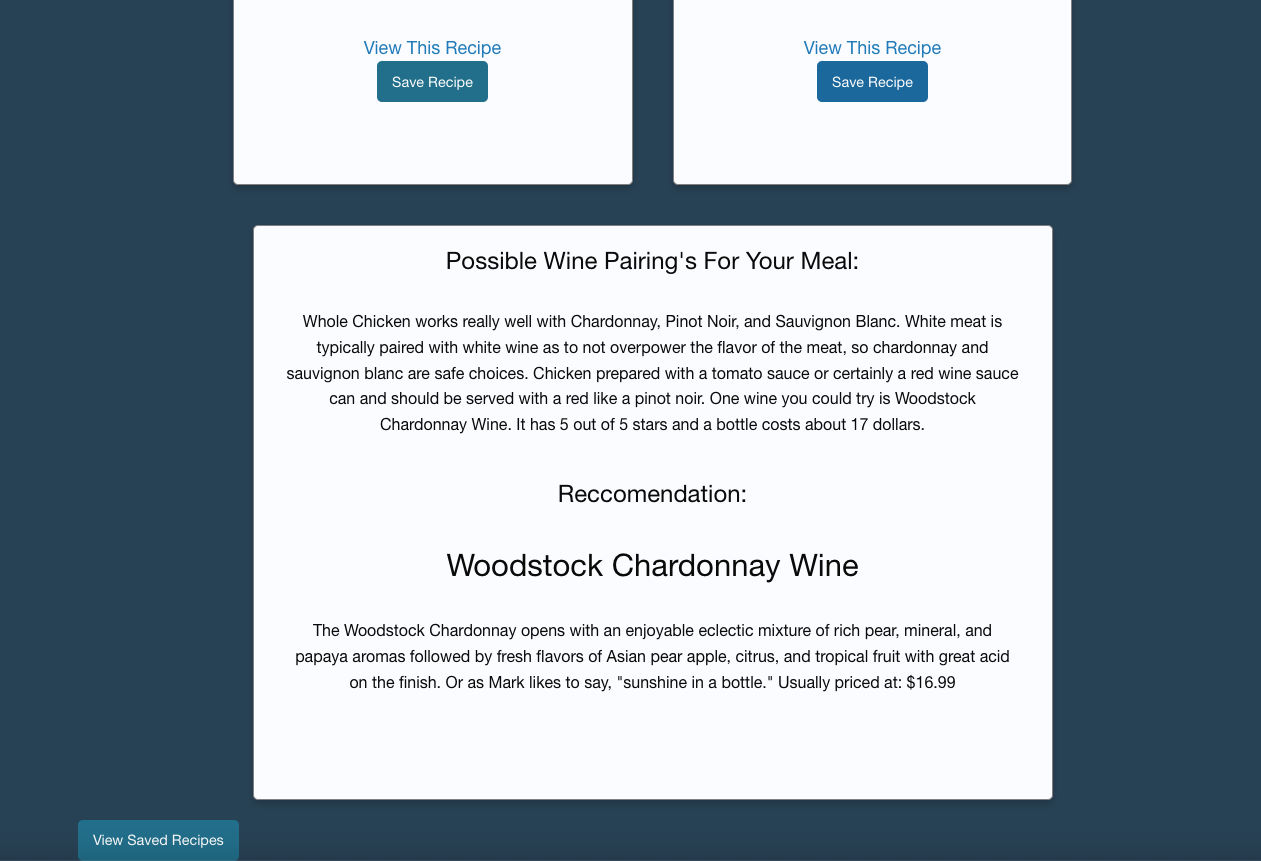 View This Recipe
View This Recipe
Save Recipe
Save Recipe
Possible Wine Pairing's For Your Meal:
Whole Chicken works really well with Chardonnay, Pinot Noir, and Sauvignon Blanc. White meat is
typically paired with white wine as to not overpower the flavor of the meat, so chardonnay and
sauvignon blanc are safe choices. Chicken prepared with a tomato sauce or certainly a red wine sauce
can and should be served with a red like a pinot noir. One wine you could try is Woodstock
Chardonnay Wine. It has 5 out of 5 stars and a bottle costs about 17 dollars.
Reccomendation:
Woodstock Chardonnay Wine
The Woodstock Chardonnay opens with an enjoyable eclectic mixture of rich pear, mineral, and
papaya aromas followed by fresh flavors of Asian pear apple, citrus, and tropical fruit with great acid
on the finish. Or as Mark likes to say, "sunshine in a bottle." Usually priced at: $16.99
View Saved Recipes